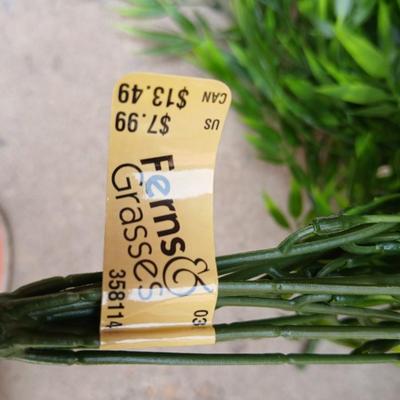 Ferns &
Grasses
358114
03
US
$7.99
CAN
$13.49